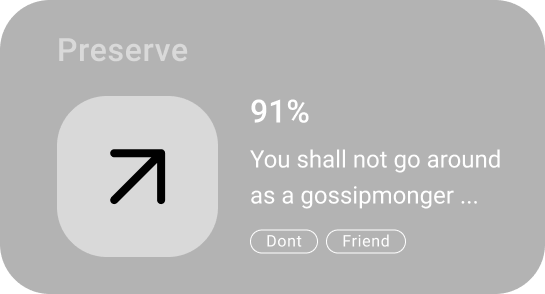 Preserve
91%
You shall not go around
as a gossipmonger ...
Dont
Friend